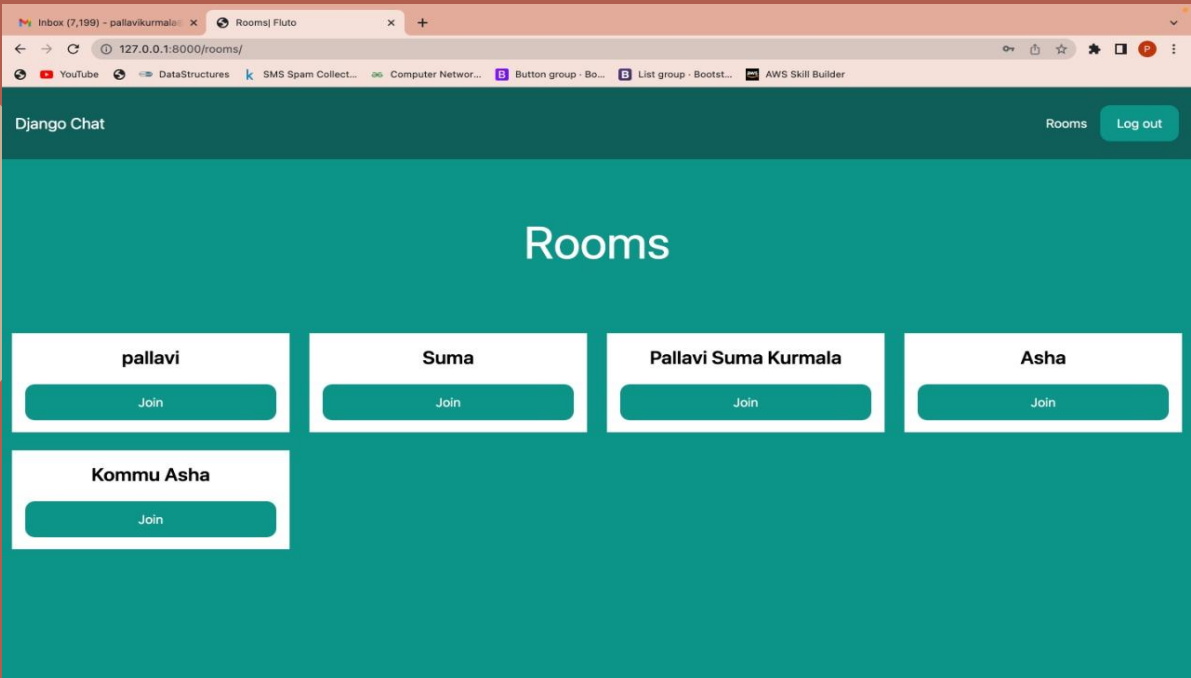 Inbox (7,199) - pallavikurmala
Rooms| Fluto
127.0.0.1:8000/rooms/
P
YouTube DataStructures SMS Spam Collect... Computer Networ... Button group · Bo... List group · Bootst... AWS Skill Builder
Django Chat Rooms Log out
Rooms
pallavi Suma Pallavi Suma Kurmala Asha
Join Join Join Join
Kommu Asha
Join